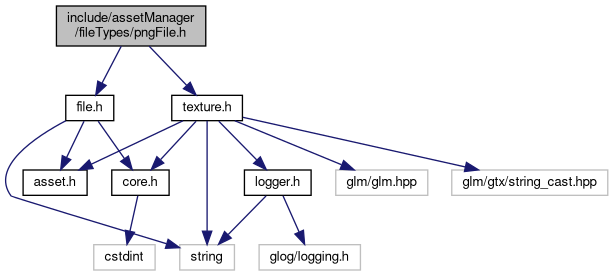 include/assetManager
/fileTypes/pngFile.h
file.h
texture.h
asset.h
core.h
logger.h
glm/glm.hpp
glm/gtx/string_cast.hpp
cstdint
string
glog/logging.h